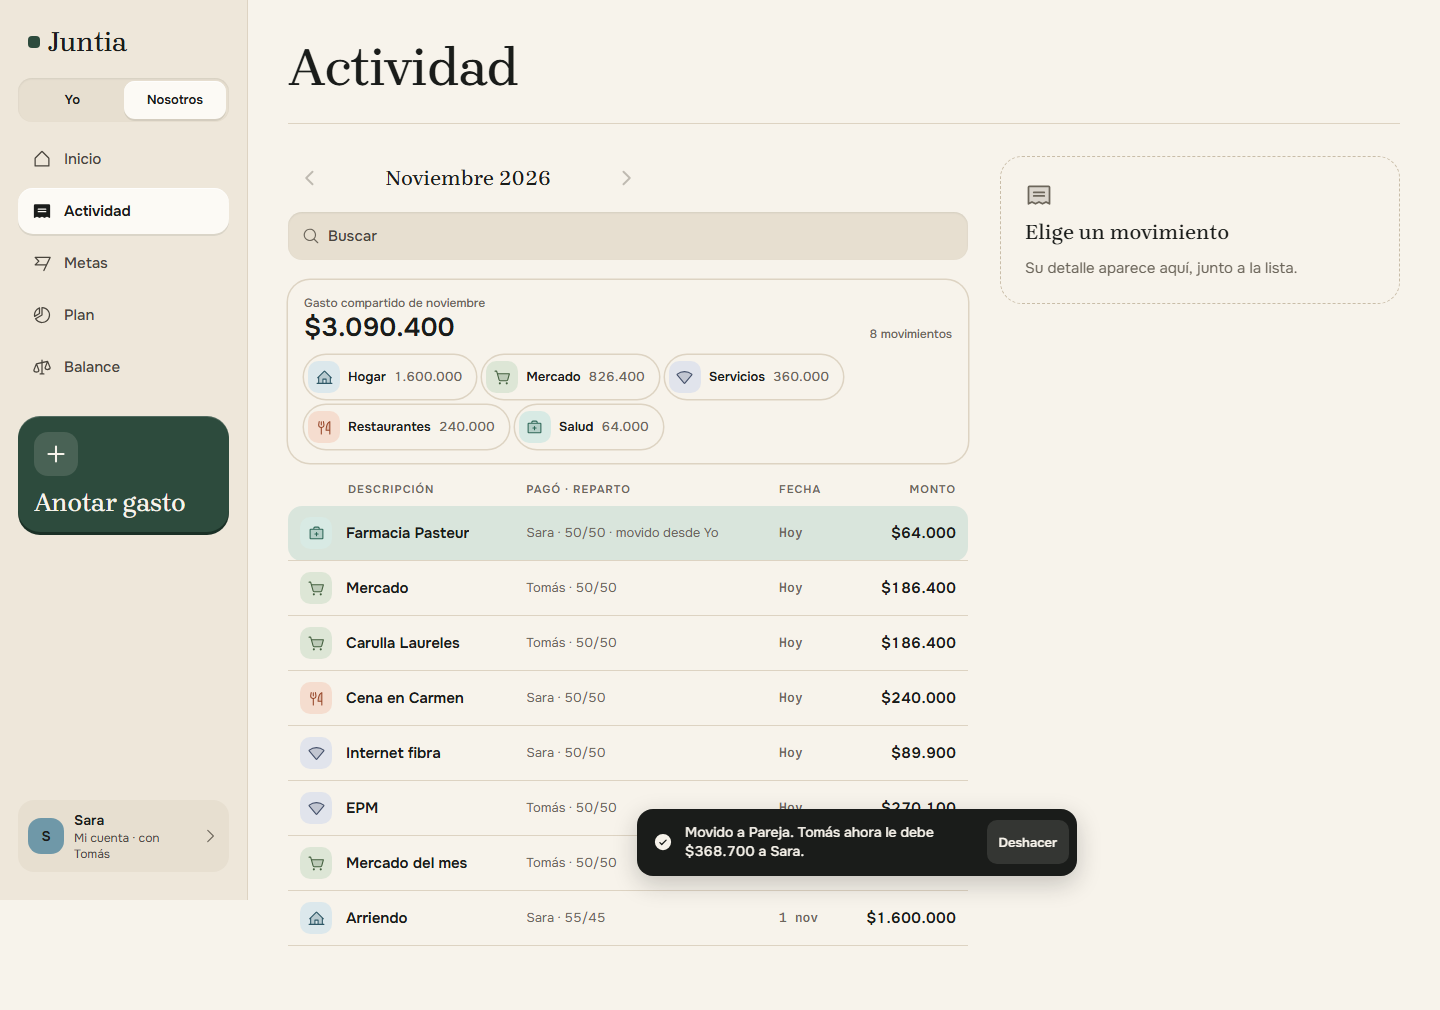 Juntia
Yo
Nosotros
Inicio
Actividad
Metas
Plan
Balance
Anotar gasto
S
Sara
Mi cuenta · con
Tomás
Actividad
Noviembre 2026
Buscar
Gasto compartido de noviembre
$3.090.400
8 movimientos
Hogar 1.600.000
Mercado 826.400
Servicios 360.000
Restaurantes 240.000
Salud 64.000
DESCRIPCIÓN PAGÓ · REPARTO FECHA MONTO
Farmacia Pasteur Sara · 50/50 · movido desde Yo Hoy $64.000
Mercado Tomás · 50/50 Hoy $186.400
Carulla Laureles Tomás · 50/50 Hoy $186.400
Cena en Carmen Sara · 50/50 Hoy $240.000
Internet fibra Sara · 50/50 Hoy $89.900
EPM Tomás · 50/50 Hoy $270.100
Mercado del mes Tomás · 50/50
Arriendo Sara · 55/45 1 nov $1.600.000
Elige un movimiento
Su detalle aparece aquí, junto a la lista.
Movido a Pareja. Tomás ahora le debe
$368.700 a Sara.
Deshacer